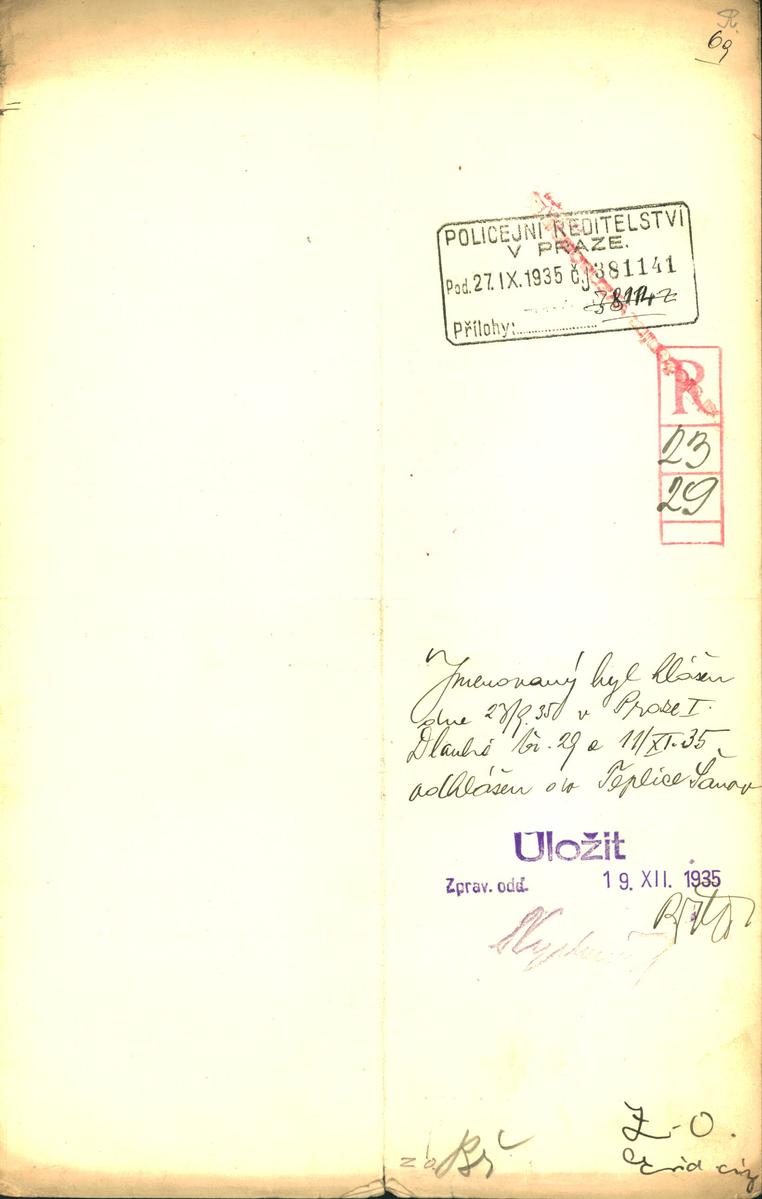 69
POLICEJNÍ ŘEDITELSTVÍ
V PRAZE.
Pod. 27. IX. 1935 čj 381141
Přílohy:
R
23
29
Jmenovaný byl hlášen
dne 27/9.35 v Praze I.
Dlouhá tř. 29 a 11/XI.35
odhlášen do Teplice Šanov
Uložit
Zprav. odd. 19. XII. 1935
Z-O.